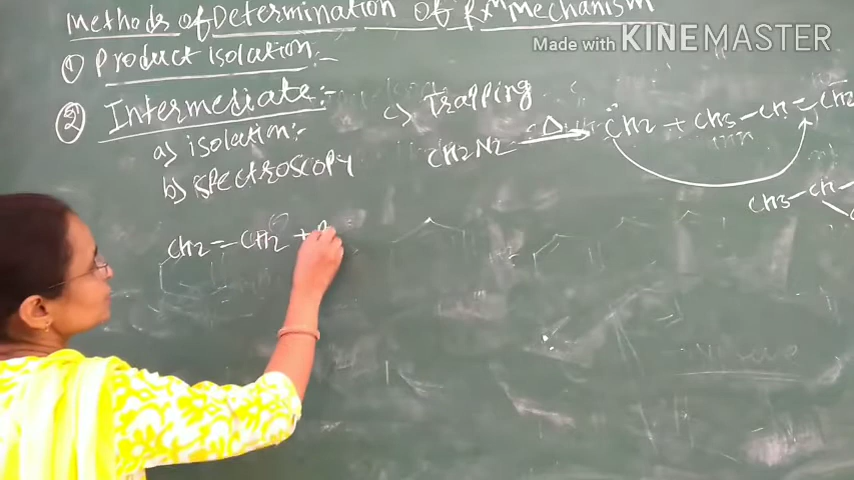 Methods of Determination of Rxⁿ Mechanism
Made with KINEMASTER
① Product isolation :-
② Intermediate :-
a) isolation :-
b) Spectroscopy
c) Trapping
CH2N2 Δ :CH2 + CH3-CH=CH2
CH3-CH-
CH2=CH2 +